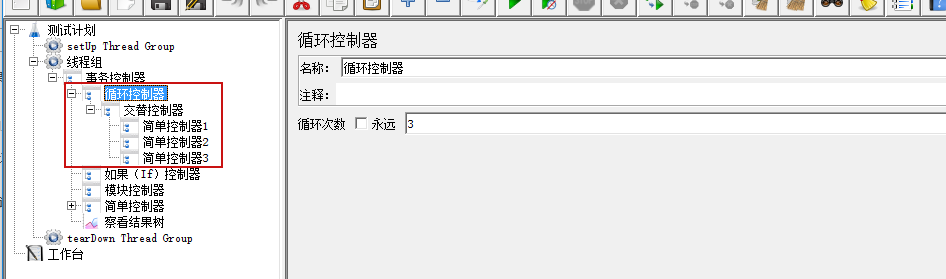 测试计划
setUp Thread Group
线程组
事务控制器
循环控制器
交替控制器
简单控制器1
简单控制器2
简单控制器3
如果（If）控制器
模块控制器
简单控制器
察看结果树
tearDown Thread Group
工作台
循环控制器
名称： 循环控制器
注释：
循环次数 永远 3